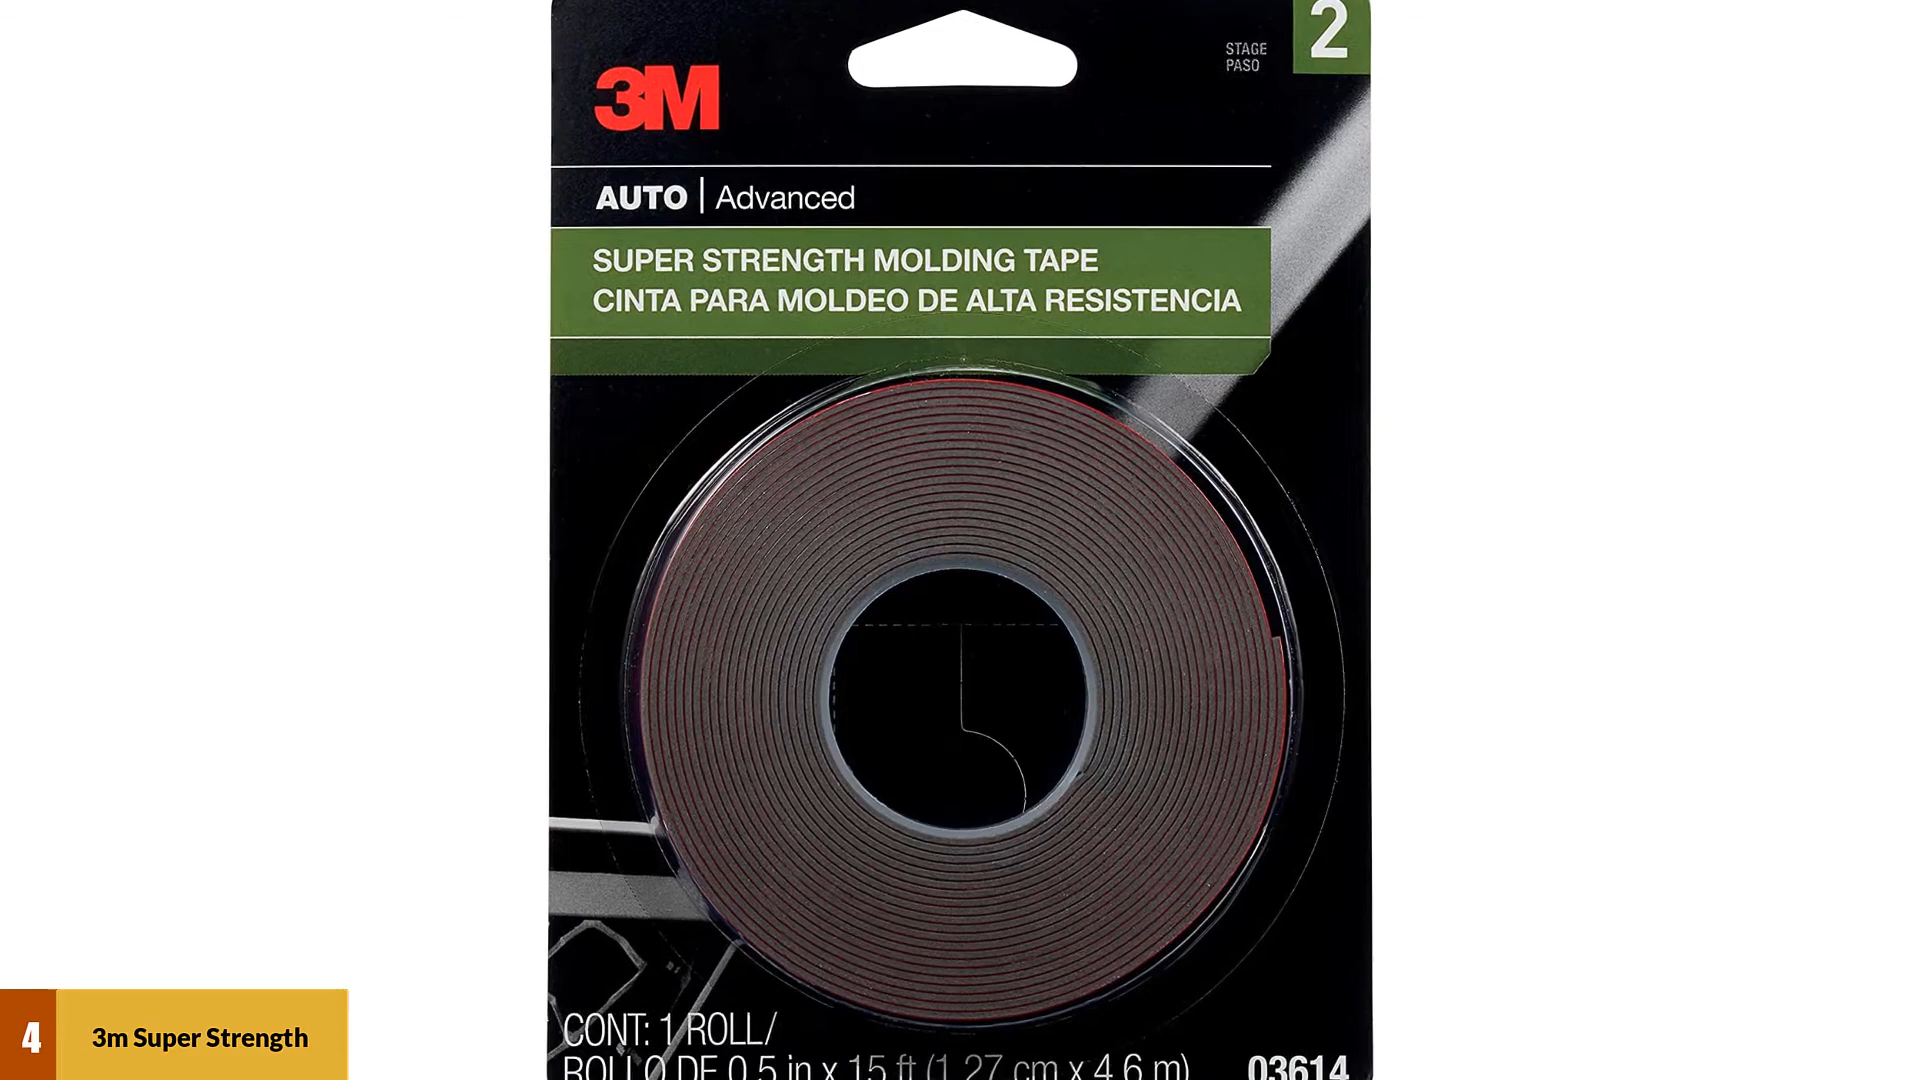 2
STAGE
PASO
3M
AUTO | Advanced
SUPER STRENGTH MOLDING TAPE
CINTA PARA MOLDEO DE ALTA RESISTENCIA
CONT: 1 ROLL/
ROLLO DE 0.5 in x 15 ft (1.27 cm x 4.6 m)
03614
4
3m Super Strength